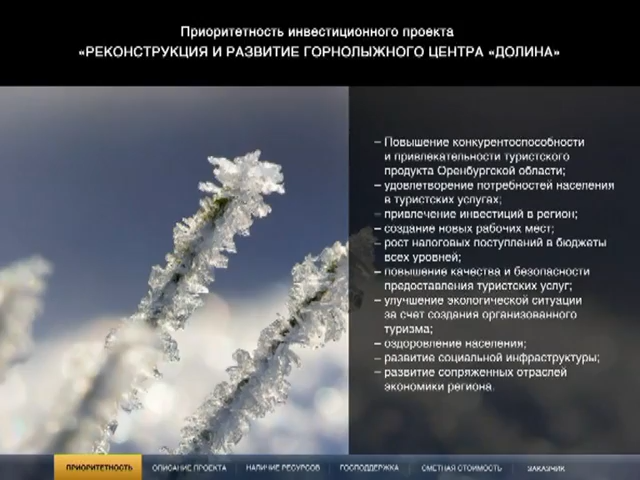 Приоритетность инвестиционного проекта
«РЕКОНСТРУКЦИЯ И РАЗВИТИЕ ГОРНОЛЫЖНОГО ЦЕНТРА «ДОЛИНА»
– Повышение конкурентоспособности
и привлекательности туристского
продукта Оренбургской области;
– удовлетворение потребностей населения
в туристских услугах;
– привлечение инвестиций в регион;
– создание новых рабочих мест;
– рост налоговых поступлений в бюджеты
всех уровней;
– повышение качества и безопасности
предоставления туристских услуг;
– улучшение экологической ситуации
за счет создания организованного
туризма;
– оздоровление населения;
– развитие социальной инфраструктуры;
– развитие сопряженных отраслей
экономики региона.
ПРИОРИТЕТНОСТЬ ОПИСАНИЕ ПРОЕКТА НАЛИЧИЕ РЕСУРСОВ ГОСПОДДЕРЖКА СМЕТНАЯ СТОИМОСТЬ ЗАКАЗЧИК